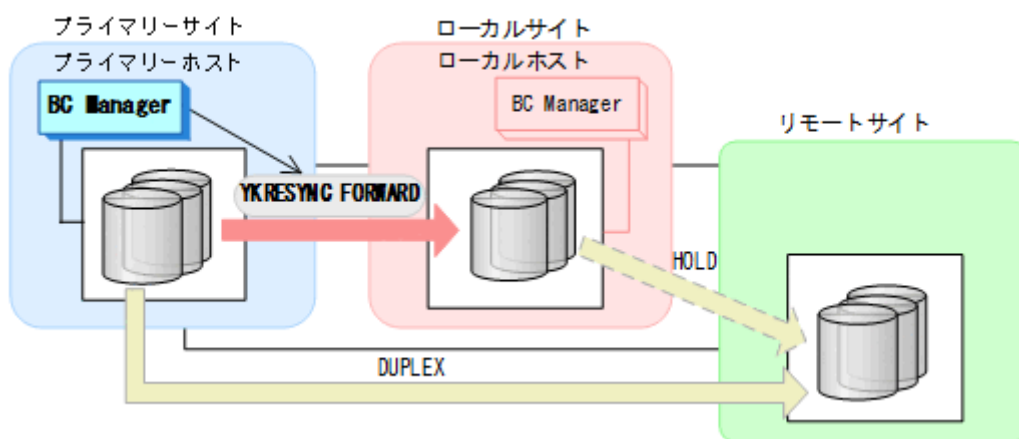 プライマリーサイト
プライマリーホスト
BC Manager
ローカルサイト
ローカルホスト
BC Manager
リモートサイト
YKRESYNC FORWARD
HOLD
DUPLEX